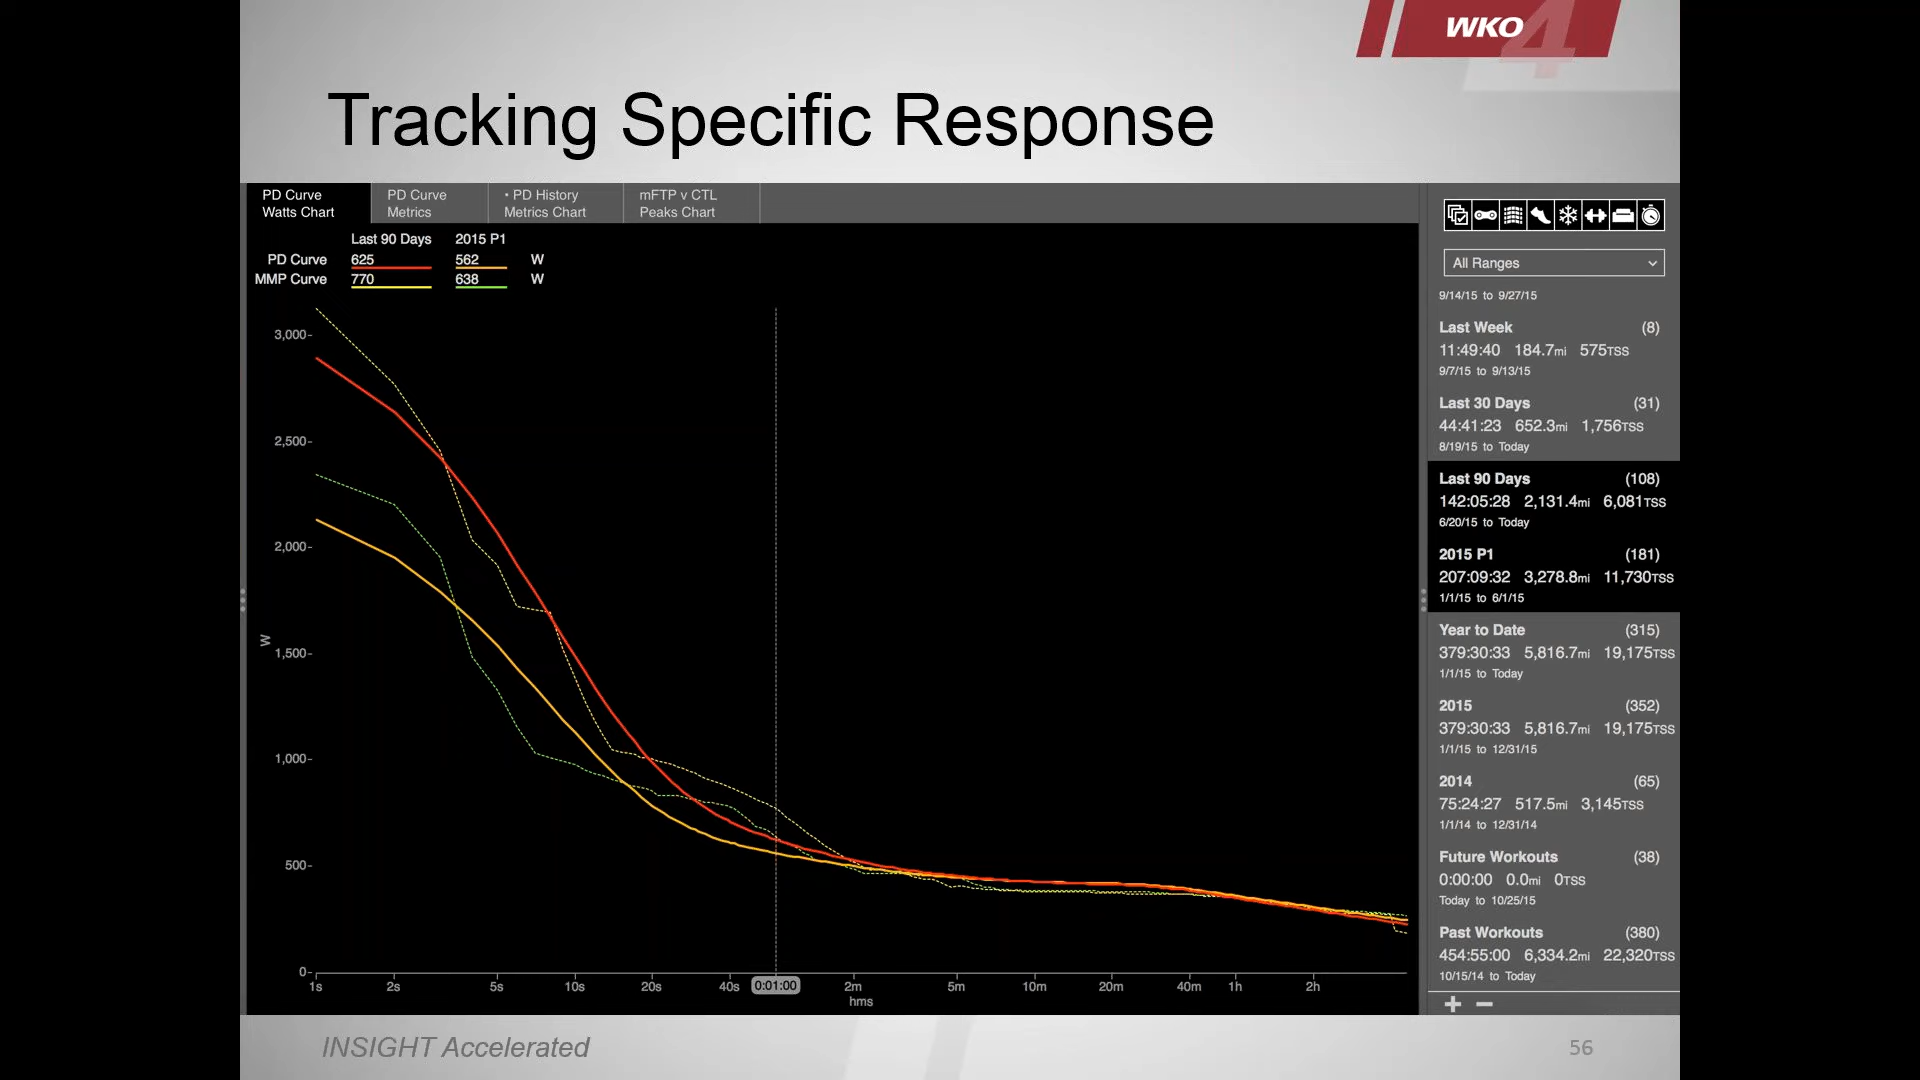 WKO 4
Tracking Specific Response
PD Curve
Watts Chart
PD Curve
Metrics
• PD History
Metrics Chart
mFTP v CTL
Peaks Chart
Last 90 Days 2015 P1
PD Curve 625 562 W
MMP Curve 770 638 W
3,000
2,500
2,000
W
1,500
1,000
500
0
1s 2s 5s 10s 20s 40s 0:01:00 2m 5m 10m 20m 40m 1h 2h
hms
All Ranges
9/14/15 to 9/27/15
Last Week (8)
11:49:40 184.7mi 575TSS
9/7/15 to 9/13/15
Last 30 Days (31)
44:41:23 652.3mi 1,756TSS
8/19/15 to Today
Last 90 Days (108)
142:05:28 2,131.4mi 6,081TSS
6/20/15 to Today
2015 P1 (181)
207:09:32 3,278.8mi 11,730TSS
1/1/15 to 6/1/15
Year to Date (315)
379:30:33 5,816.7mi 19,175TSS
1/1/15 to Today
2015 (352)
379:30:33 5,816.7mi 19,175TSS
1/1/15 to 12/31/15
2014 (65)
75:24:27 517.5mi 3,145TSS
1/1/14 to 12/31/14
Future Workouts (38)
0:00:00 0.0mi 0TSS
Today to 10/25/15
Past Workouts (380)
454:55:00 6,334.2mi 22,320TSS
10/15/14 to Today
INSIGHT Accelerated
56